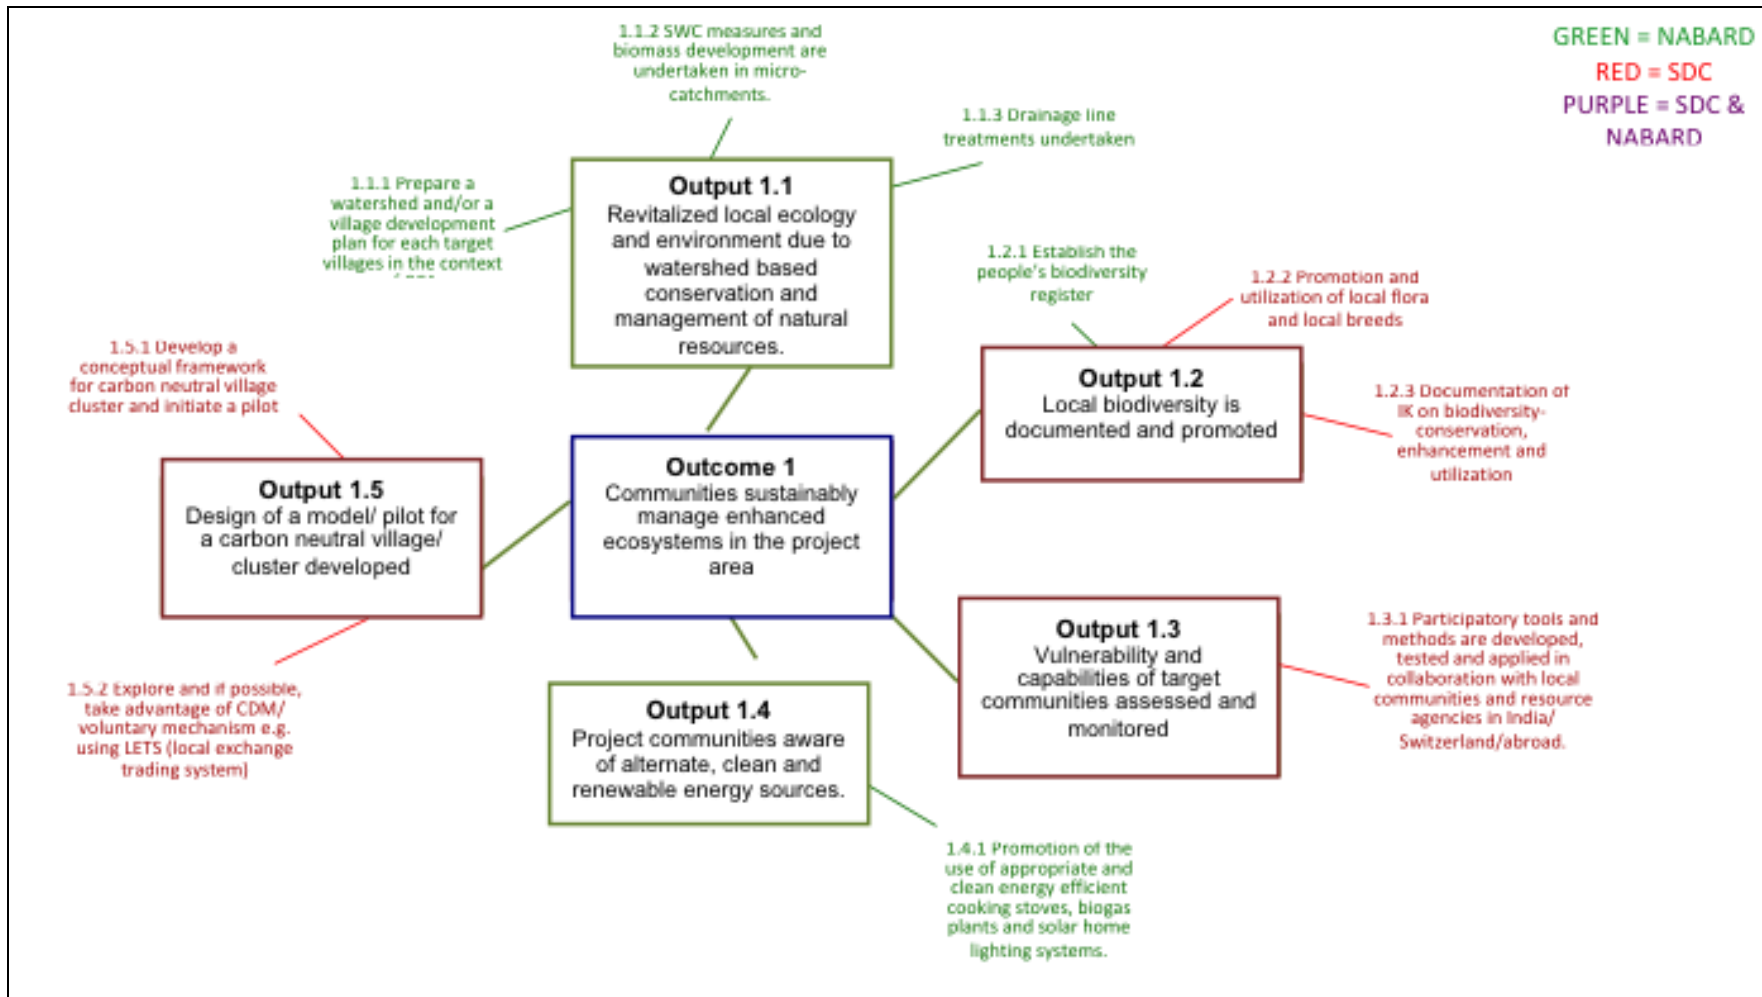 1.1.2 SWC measures and
biomass development are
undertaken in micro-
catchments.
GREEN = NABARD
RED = SDC
PURPLE = SDC &
NABARD
1.1.3 Drainage line
treatments undertaken
1.1.1 Prepare a
watershed and/or a
village development
plan for each target
villages in the context
Output 1.1
Revitalized local ecology
and environment due to
watershed based
conservation and
management of natural
resources.
1.2.1 Establish the
people's biodiversity
register
1.2.2 Promotion and
utilization of local flora
and local breeds
1.5.1 Develop a
conceptual framework
for carbon neutral village
cluster and initiate a pilot
Output 1.2
Local biodiversity is
documented and promoted
1.2.3 Documentation of
IK on biodiversity-
conservation,
enhancement and
utilization
Output 1.5
Design of a model/ pilot for
a carbon neutral village/
cluster developed
Outcome 1
Communities sustainably
manage enhanced
ecosystems in the project
area
Output 1.3
Vulnerability and
capabilities of target
communities assessed and
monitored
1.3.1 Participatory tools and
methods are developed,
tested and applied in
collaboration with local
communities and resource
agencies in India/
Switzerland/abroad.
1.5.2 Explore and if possible,
take advantage of CDM/
voluntary mechanism e.g.
using LETS (local exchange
trading system)
Output 1.4
Project communities aware
of alternate, clean and
renewable energy sources.
1.4.1 Promotion of the
use of appropriate and
clean energy efficient
cooking stoves, biogas
plants and solar home
lighting systems.